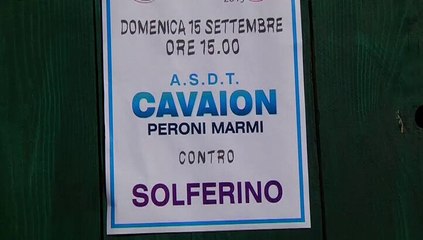 DOMENICA 15 SETTEMBRE
ORE 15.00
A.S.D.T.
CAVAION
PERONI MARMI
CONTRO
SOLFERINO